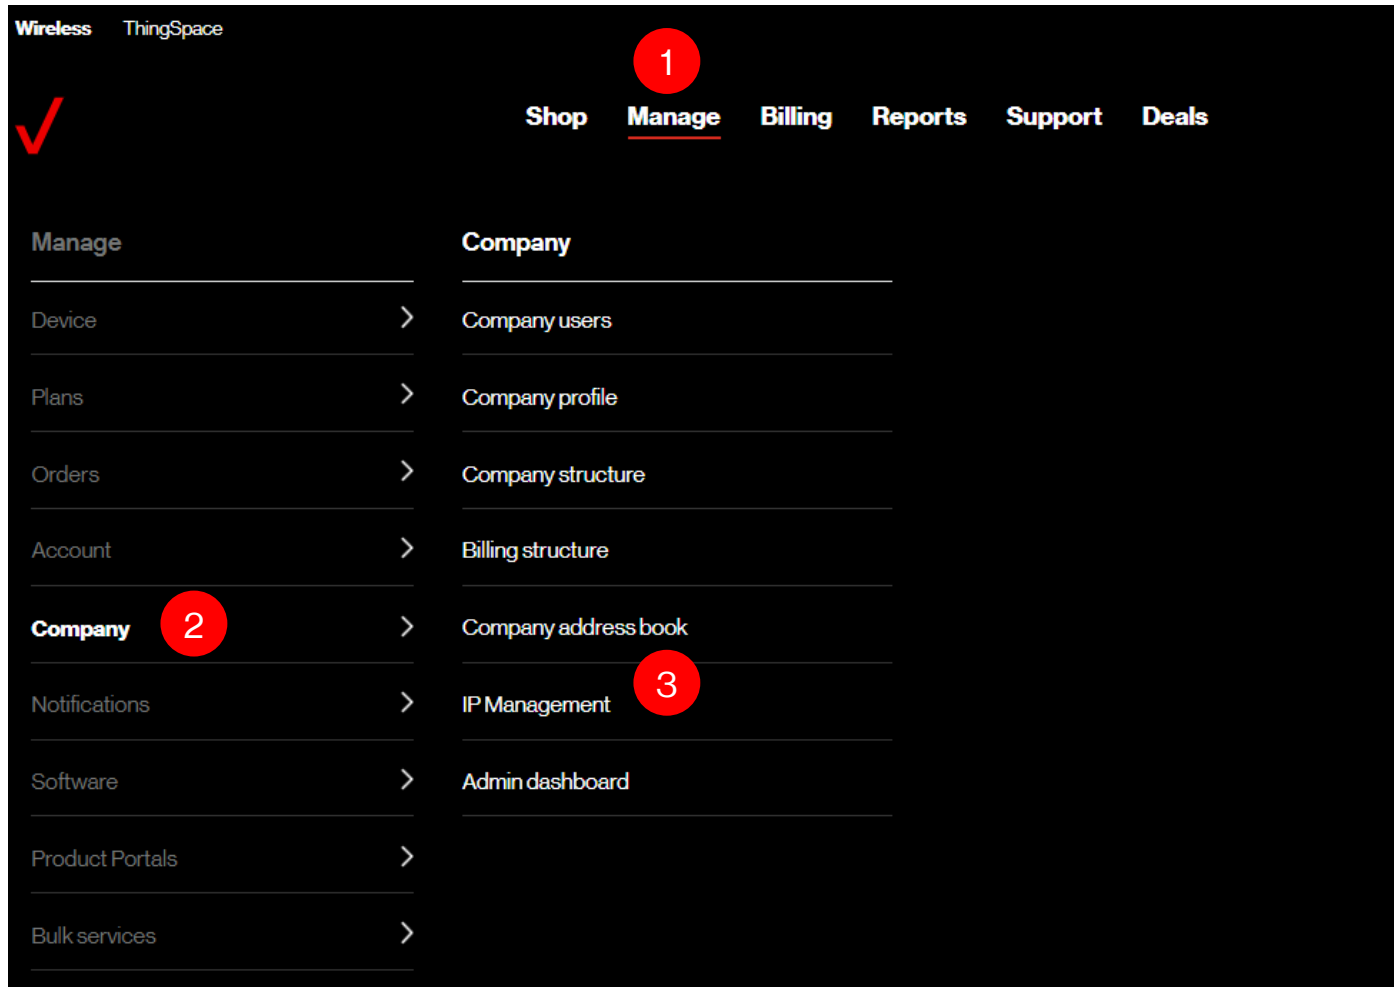 Wireless ThingSpace
1
Shop Manage Billing Reports Support Deals
Manage
Device
Plans
Orders
Account
Company 2
Notifications
Software
Product Portals
Bulk services
Company
Company users
Company profile
Company structure
Billing structure
Company address book
3
IP Management
Admin dashboard